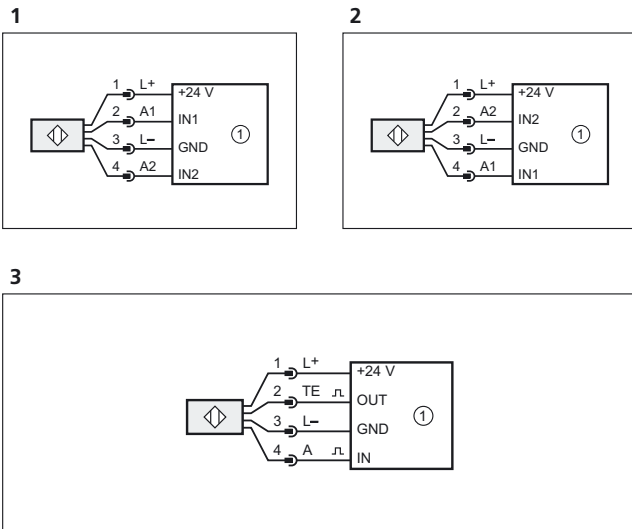 1
1 L+ +24 V
2 A1 IN1
3 L– GND
4 A2 IN2
①
2
1 L+ +24 V
2 A2 IN2
3 L– GND
4 A1 IN1
①
3
1 L+ +24 V
2 TE OUT
3 L– GND
4 A IN
①